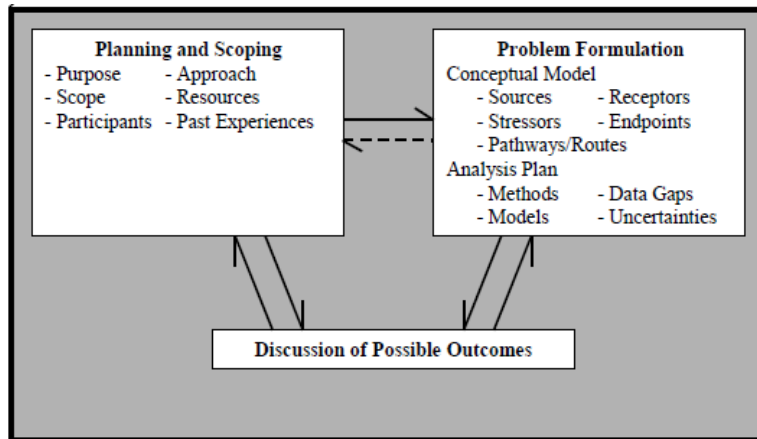 Planning and Scoping
- Purpose - Approach
- Scope - Resources
- Participants - Past Experiences
Problem Formulation
Conceptual Model
- Sources - Receptors
- Stressors - Endpoints
- Pathways/Routes
Analysis Plan
- Methods - Data Gaps
- Models - Uncertainties
Discussion of Possible Outcomes